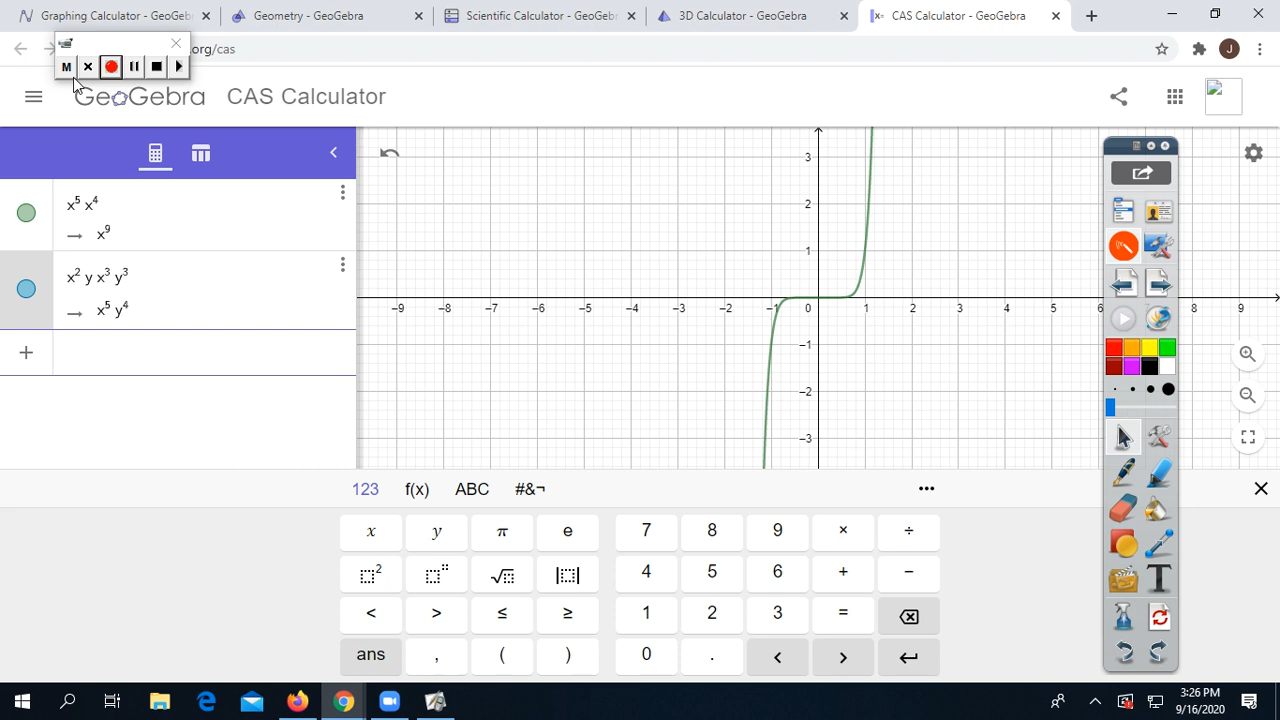 Graphing Calculator - GeoGeb
Geometry - GeoGebra
Scientific Calculator - GeoGebr
3D Calculator - GeoGebra
CAS Calculator - GeoGebra
org/cas
J
M
GeoGebra CAS Calculator
x⁵ x⁴
→ x⁹
x² y x³ y³
→ x⁵ y⁴
3
2
1
−9 −8 −7 −6 −5 −4 −3 −2 −1 0 1 2 3 4 5 6 8 9
−1
−2
−3
123 f(x) ABC #&¬
x y π e 7 8 9 × ÷
2 √ 4 5 6 + −
< > ≤ ≥ 1 2 3 =
ans , ( ) 0 . < >
T
3:26 PM
9/16/2020